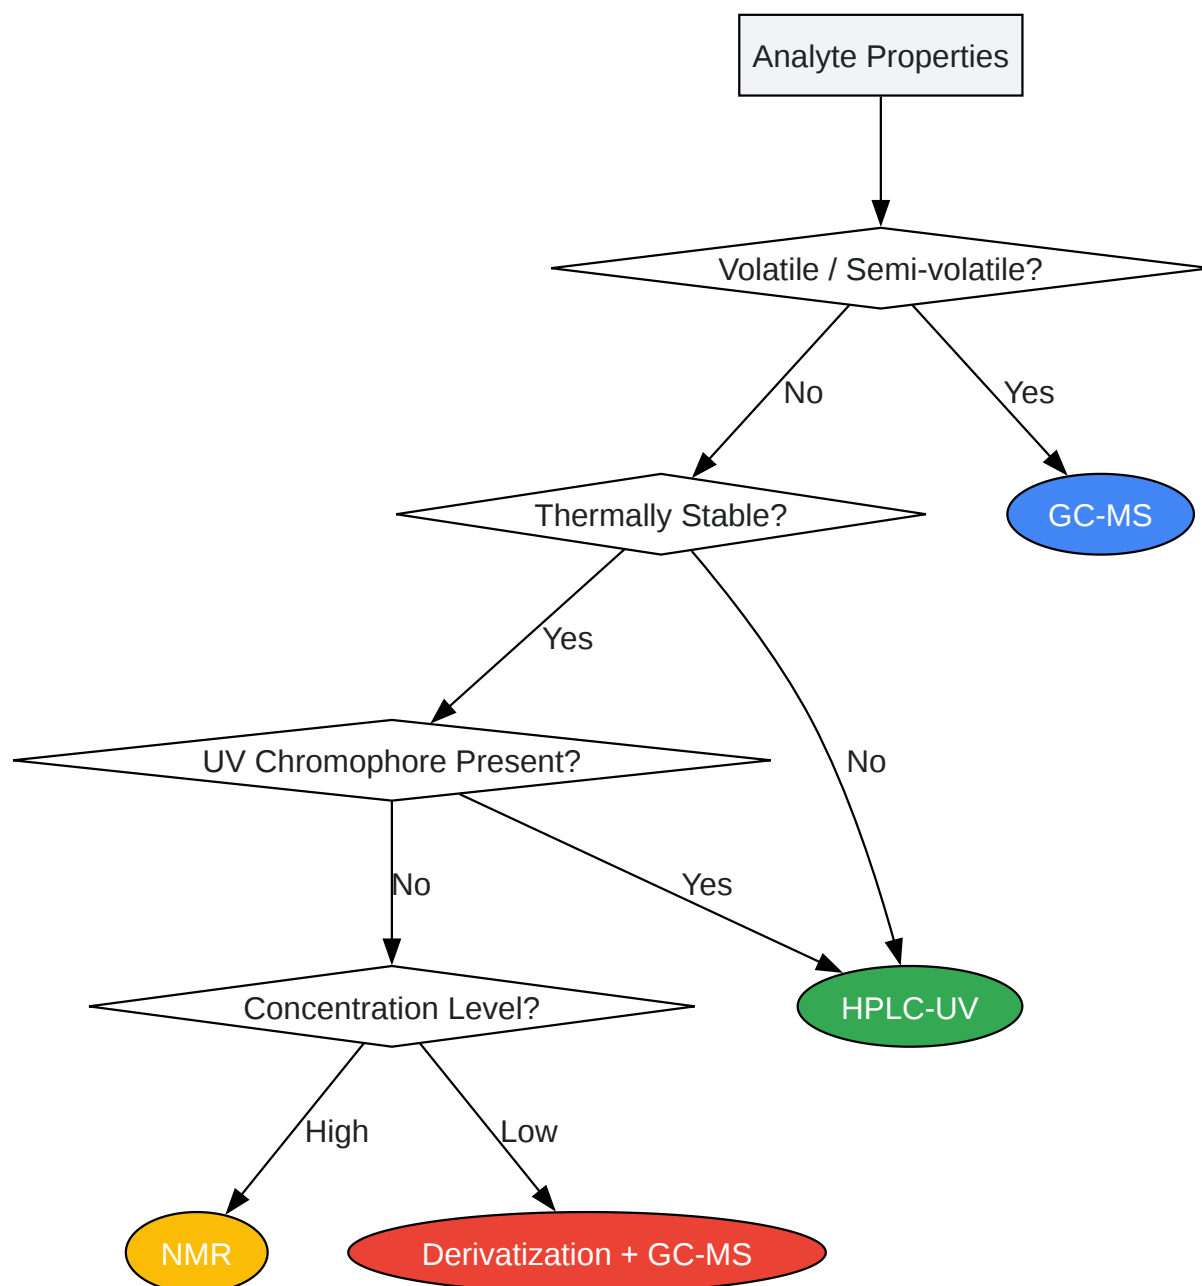 Analyte Properties
Volatile / Semi-volatile?
No
Yes
Thermally Stable?
GC-MS
Yes
UV Chromophore Present?
No
No
Yes
Concentration Level?
HPLC-UV
High
Low
NMR
Derivatization + GC-MS